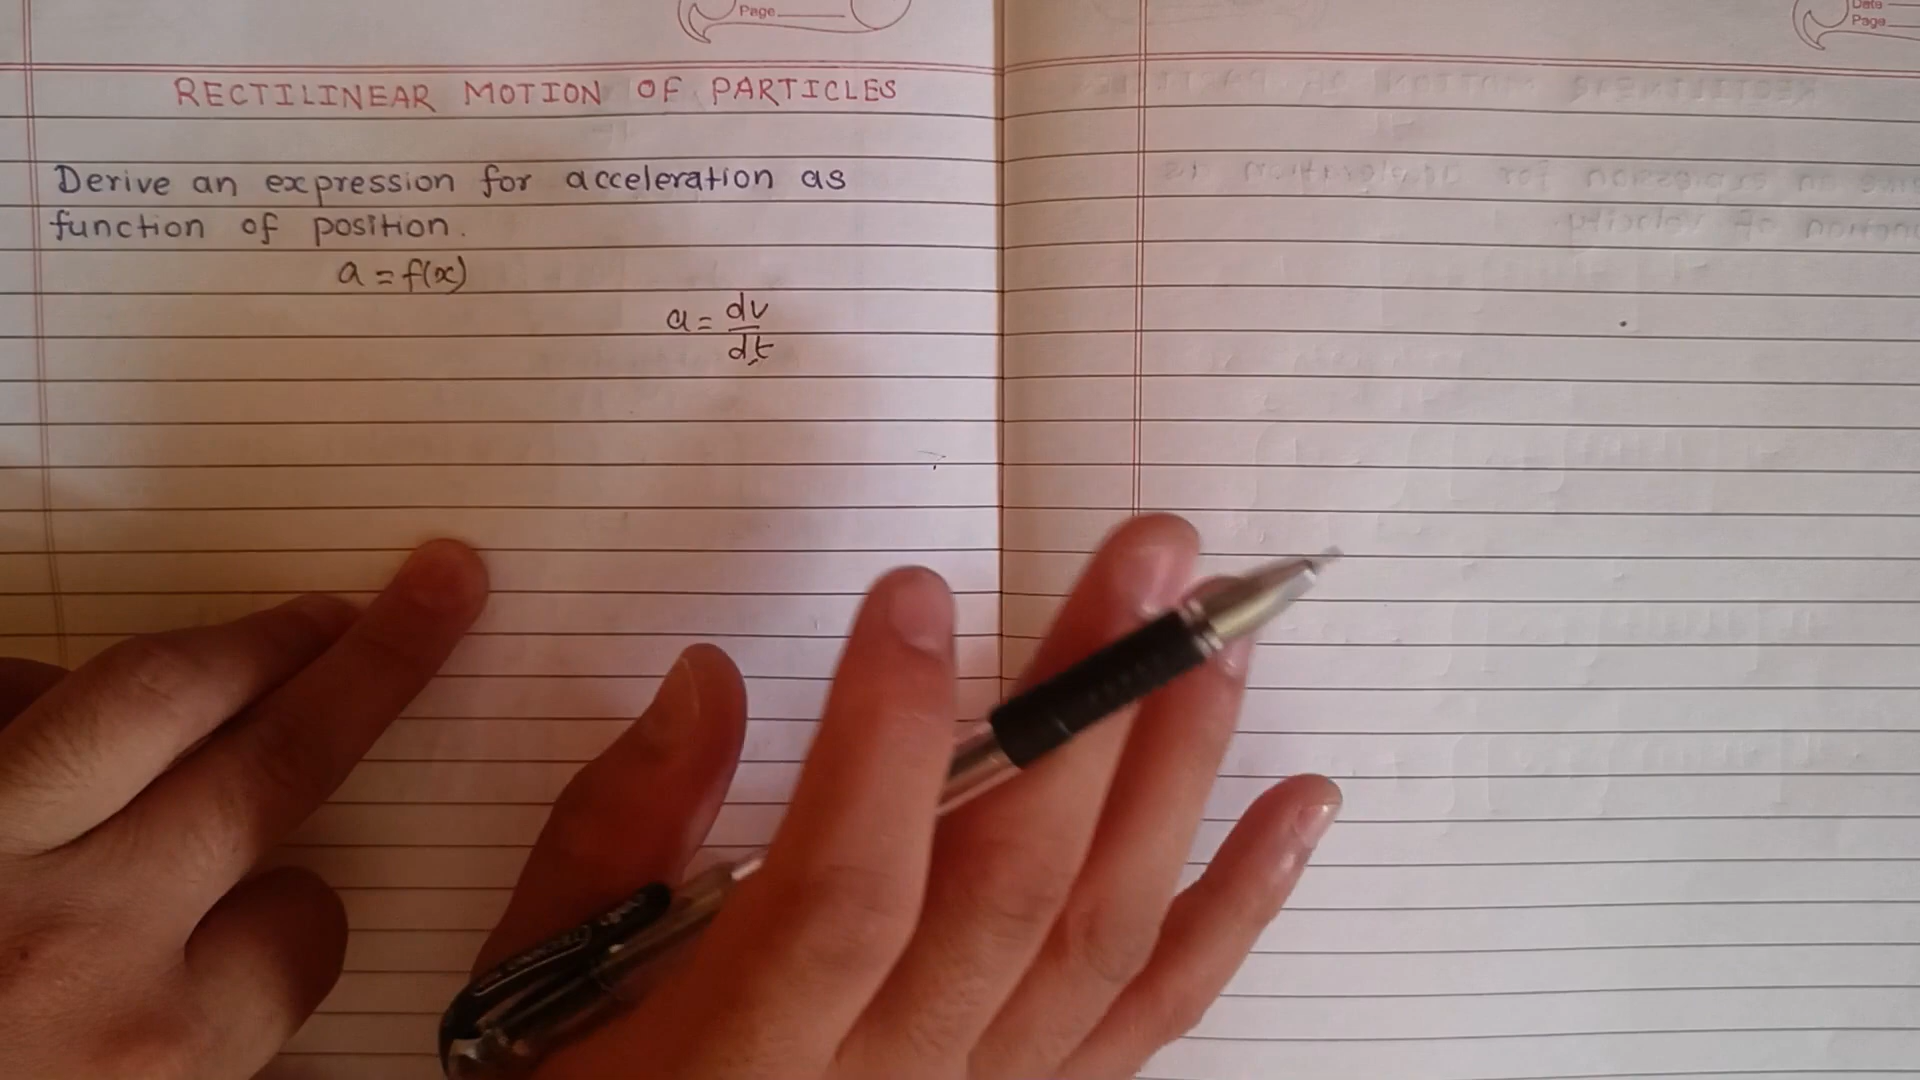 Page
RECTILINEAR MOTION OF PARTICLES
Derive an expression for acceleration as
function of position.
a = f(x)
a = dv
dt
Date
Page